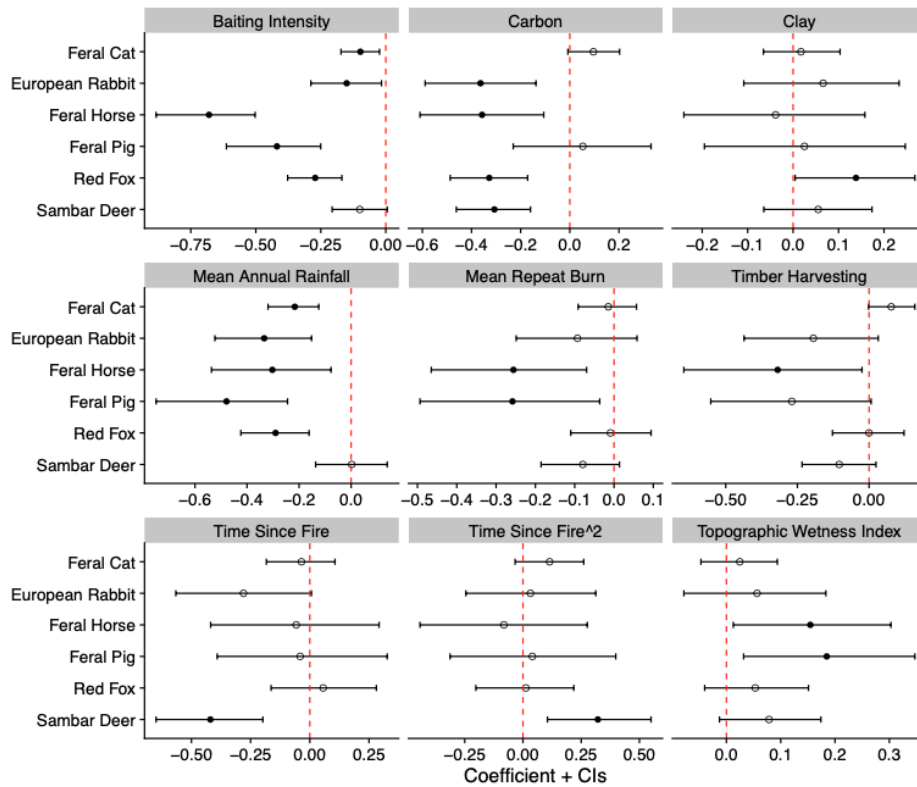 Baiting Intensity Carbon Clay
Feral Cat
European Rabbit
Feral Horse
Feral Pig
Red Fox
Sambar Deer
−0.75 −0.50 −0.25 0.00 −0.6 −0.4 −0.2 0.0 0.2 −0.2 −0.1 0.0 0.1 0.2
Mean Annual Rainfall Mean Repeat Burn Timber Harvesting
Feral Cat
European Rabbit
Feral Horse
Feral Pig
Red Fox
Sambar Deer
−0.6 −0.4 −0.2 0.0 −0.5 −0.4 −0.3 −0.2 −0.1 0.0 0.1 −0.50 −0.25 0.00
Time Since Fire Time Since Fire^2 Topographic Wetness Index
Feral Cat
European Rabbit
Feral Horse
Feral Pig
Red Fox
Sambar Deer
−0.50 −0.25 0.00 0.25 −0.25 0.00 0.25 0.50 0.0 0.1 0.2 0.3
Coefficient + CIs